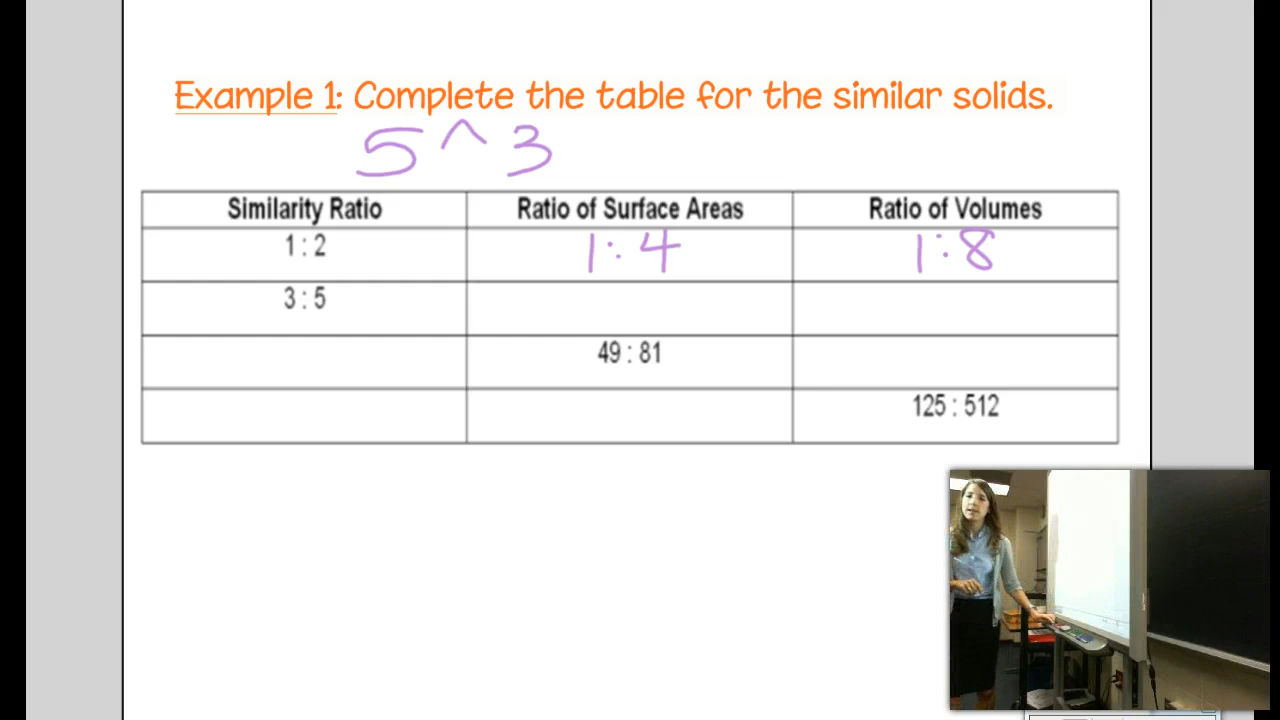 Example 1: Complete the table for the similar solids.
5^3
Similarity Ratio Ratio of Surface Areas Ratio of Volumes
1 : 2 1 : 4 1 : 8
3 : 5
49 : 81
125 : 512